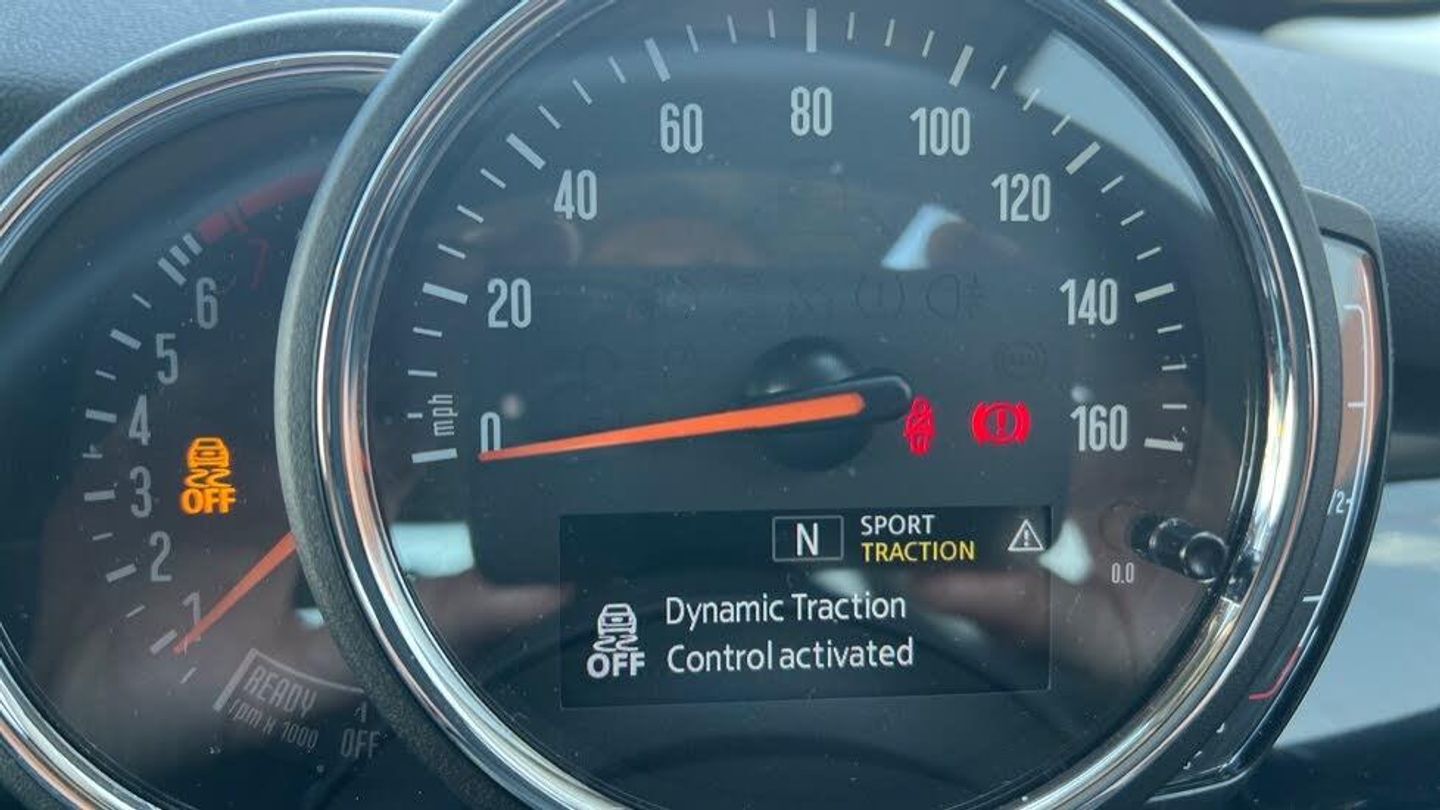 80
60
100
40
120
6
20
140
5
4
mph
0
160
3
OFF
2
N
SPORT
TRACTION
0.0
1
Dynamic Traction
OFF
Control activated
READY
rpm x 1000
OFF